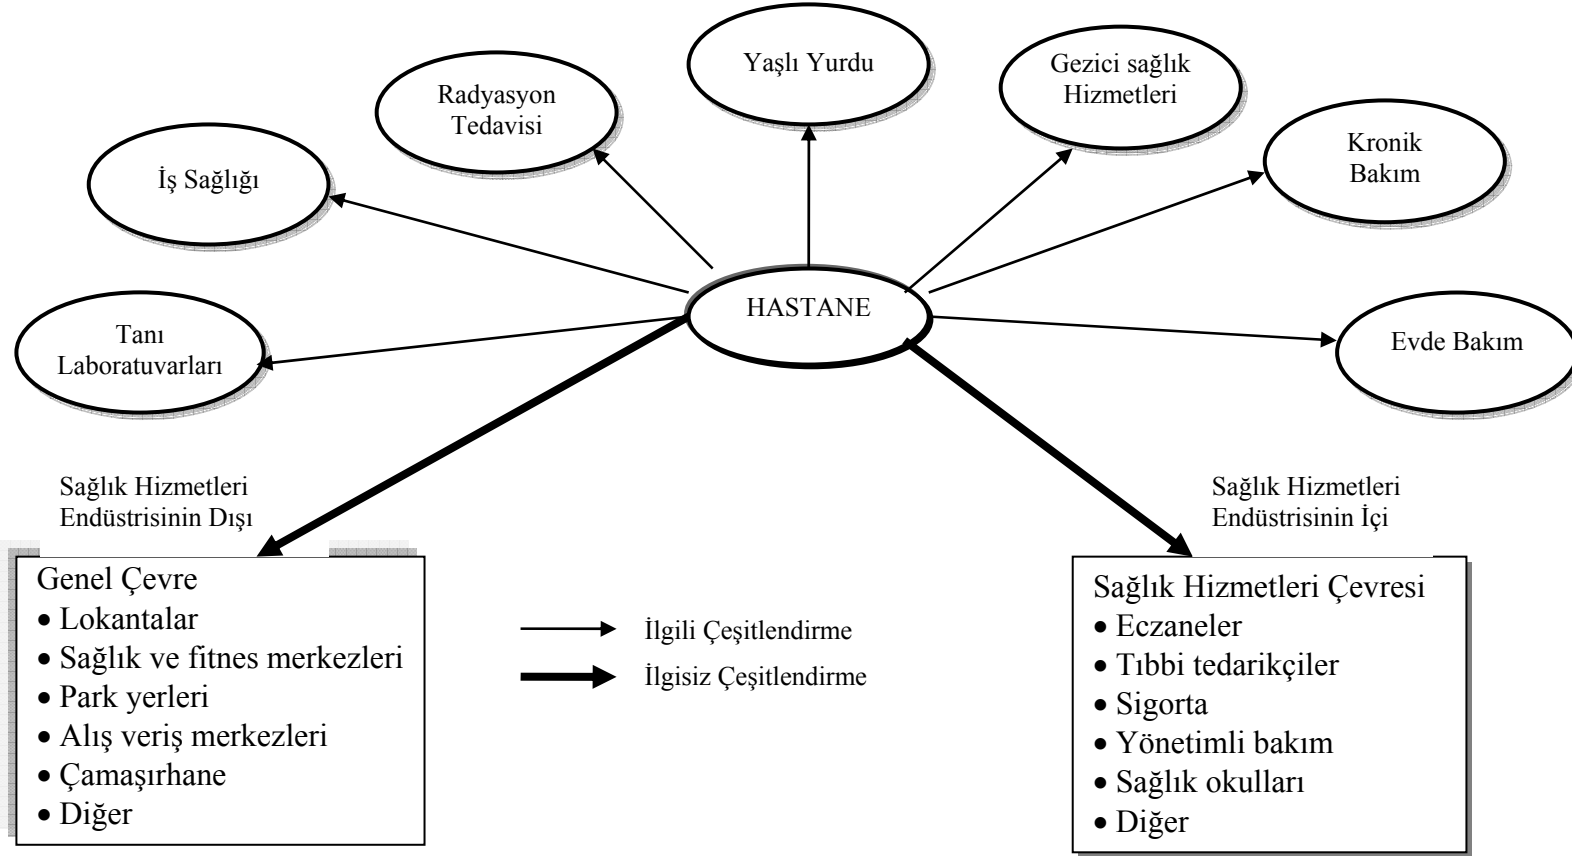 Yaşlı Yurdu
Gezici sağlık
Hizmetleri
Radyasyon
Tedavisi
Kronik
Bakım
İş Sağlığı
HASTANE
Tanı
Laboratuvarları
Evde Bakım
Sağlık Hizmetleri
Endüstrisinin Dışı
Sağlık Hizmetleri
Endüstrisinin İçi
Genel Çevre
• Lokantalar
• Sağlık ve fitnes merkezleri
• Park yerleri
• Alış veriş merkezleri
• Çamaşırhane
• Diğer
İlgili Çeşitlendirme
İlgisiz Çeşitlendirme
Sağlık Hizmetleri Çevresi
• Eczaneler
• Tıbbi tedarikçiler
• Sigorta
• Yönetimli bakım
• Sağlık okulları
• Diğer